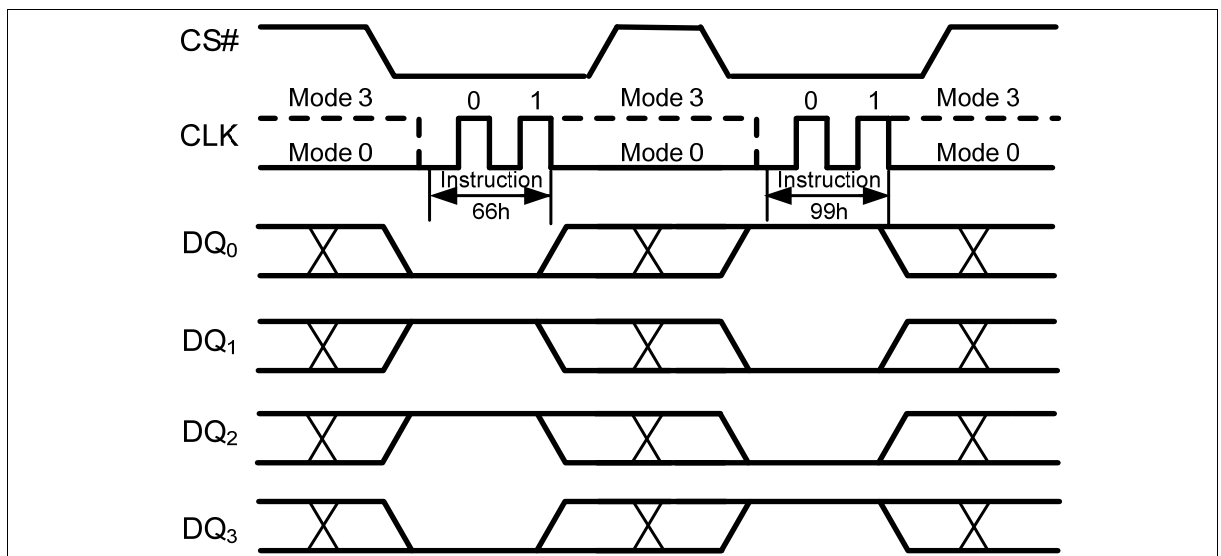 CS#
Mode 3 0 1 Mode 3 0 1 Mode 3
CLK
Mode 0 Mode 0 Mode 0
Instruction Instruction
66h 99h
DQ0
DQ1
DQ2
DQ3